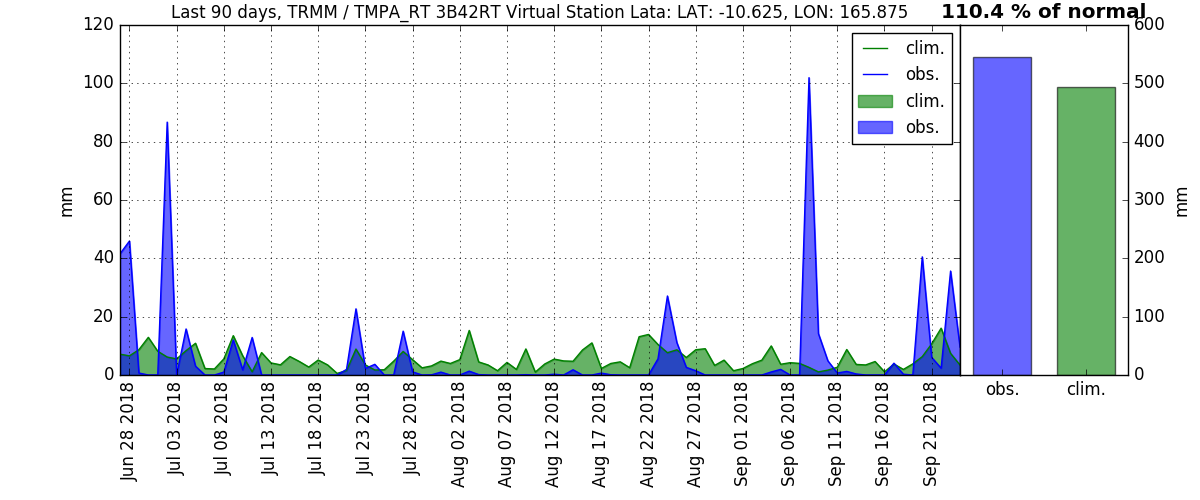 Last 90 days, TRMM / TMPA_RT 3B42RT Virtual Station Lata: LAT: -10.625, LON: 165.875
110.4 % of normal
120
100
80
60
40
20
0
mm
clim.
obs.
clim.
obs.
600
500
400
300
200
100
0
mm
Jun 28 2018
Jul 03 2018
Jul 08 2018
Jul 13 2018
Jul 18 2018
Jul 23 2018
Jul 28 2018
Aug 02 2018
Aug 07 2018
Aug 12 2018
Aug 17 2018
Aug 22 2018
Aug 27 2018
Sep 01 2018
Sep 06 2018
Sep 11 2018
Sep 16 2018
Sep 21 2018
obs.
clim.